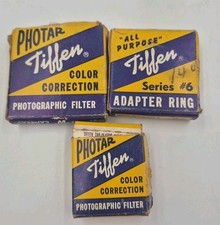 PHOTAR
Tiffen®
COLOR
CORRECTION
PHOTOGRAPHIC FILTER
"ALL
PURPOSE"
Tiffen®
Series #6
ADAPTER RING
PHOTAR
Tiffen®
COLOR
CORRECTION
PHOTOGRAPHIC FILTER